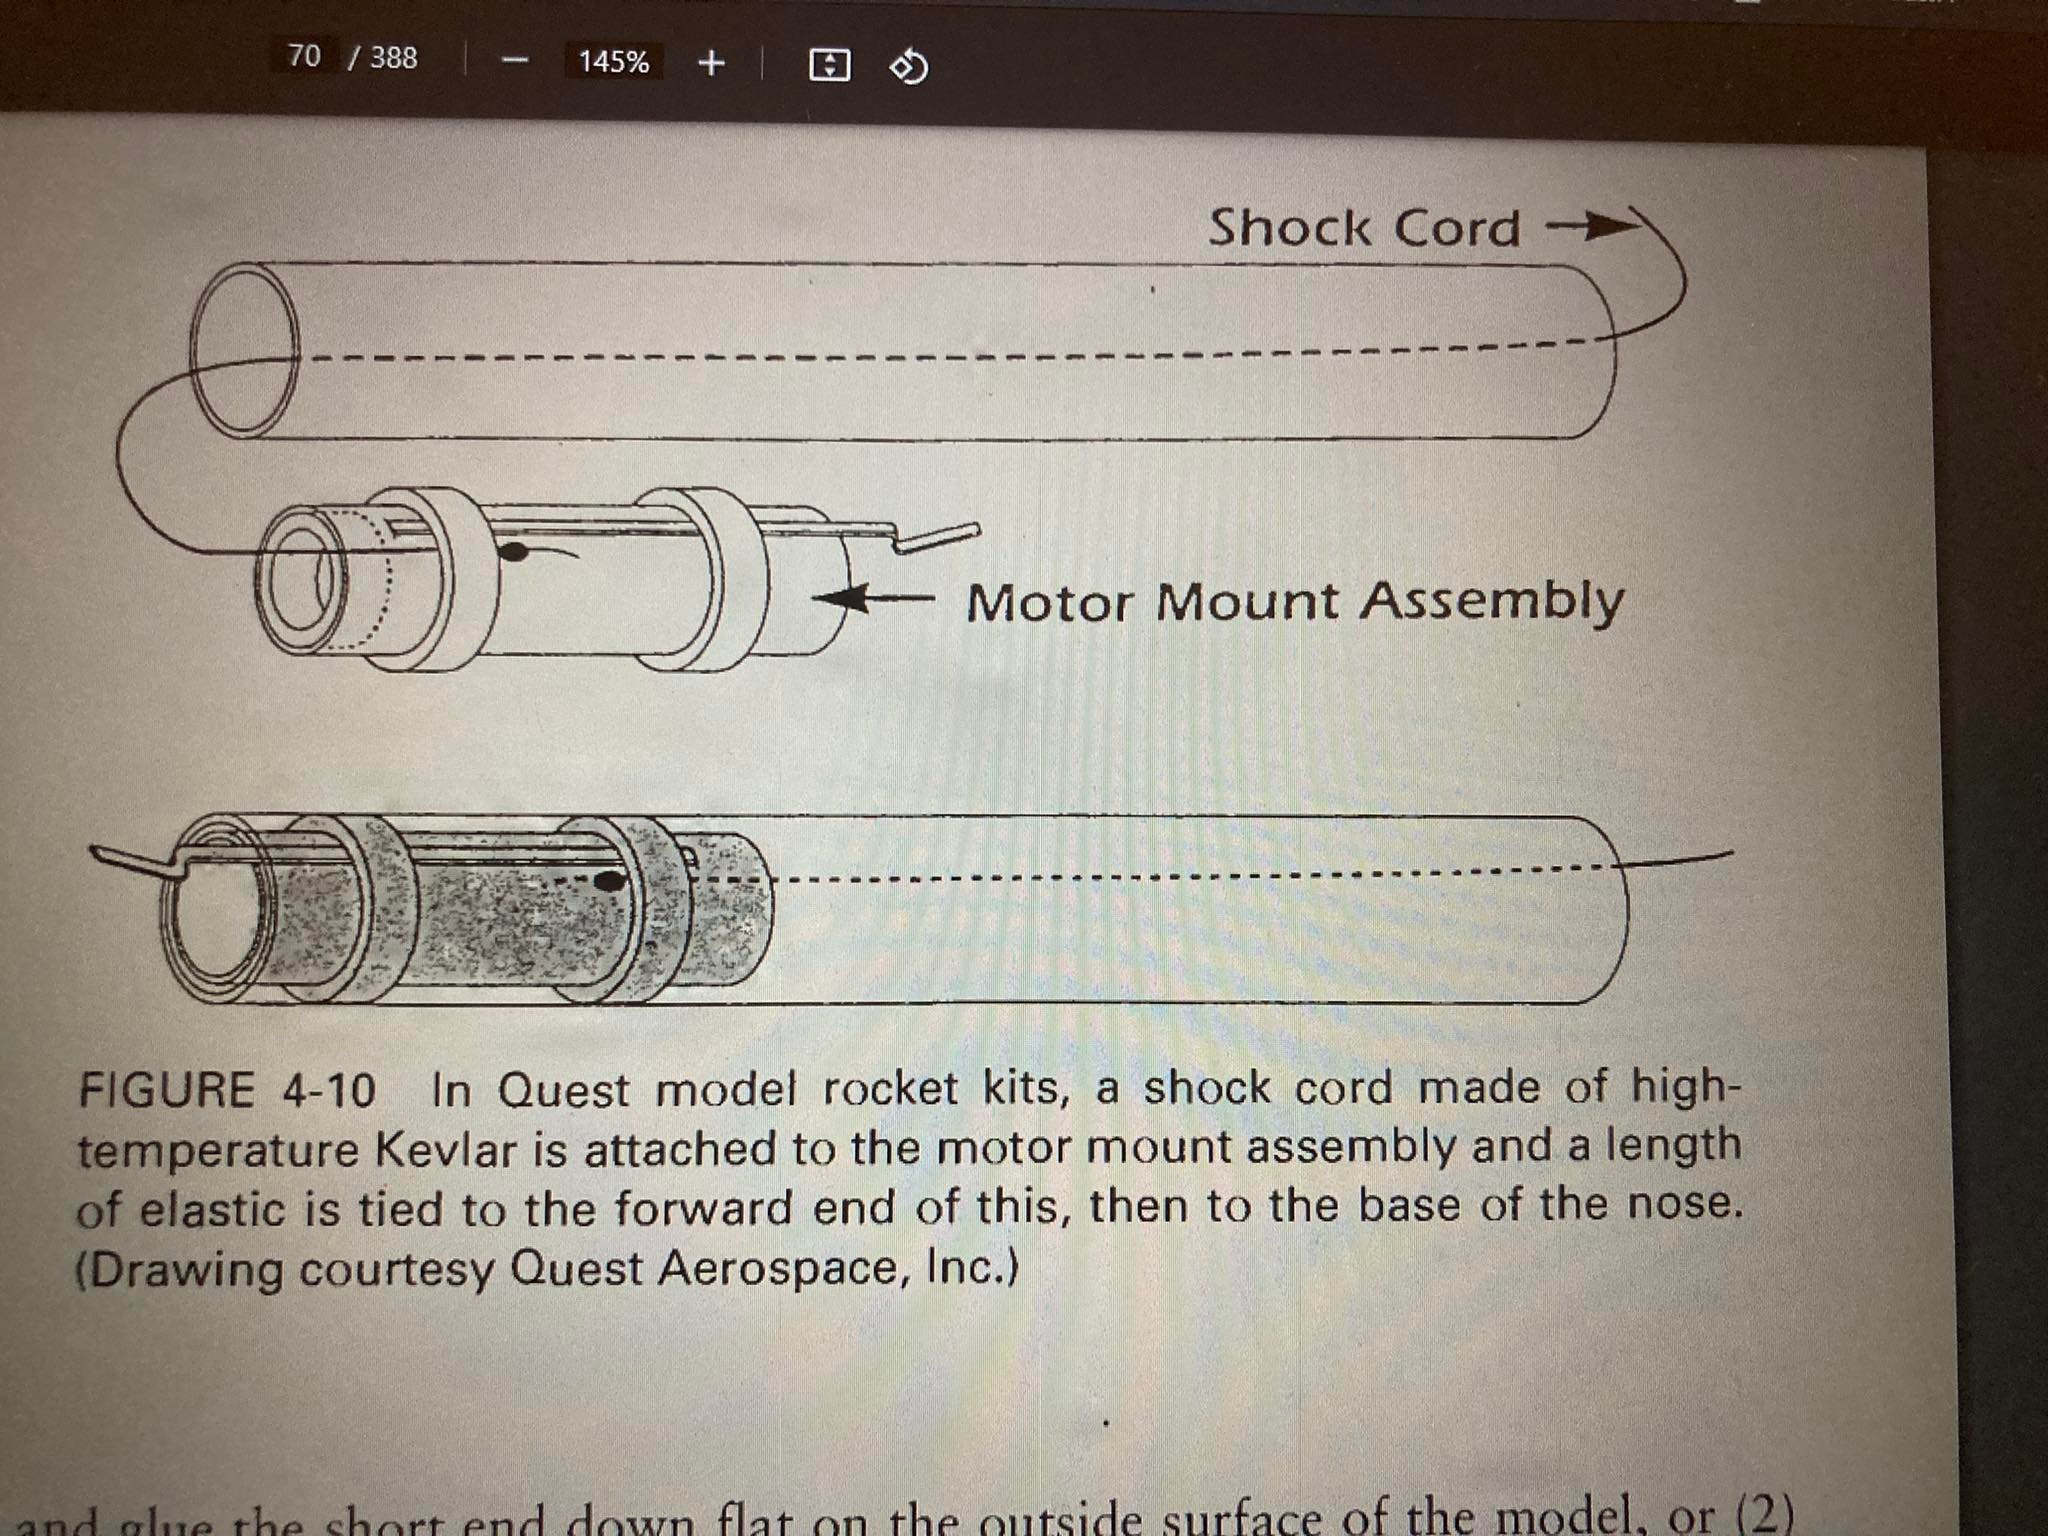 70 / 388
145%
Shock Cord
Motor Mount Assembly
FIGURE 4-10 In Quest model rocket kits, a shock cord made of high-
temperature Kevlar is attached to the motor mount assembly and a length
of elastic is tied to the forward end of this, then to the base of the nose.
(Drawing courtesy Quest Aerospace, Inc.)
and glue the short end down flat on the outside surface of the model, or (2)